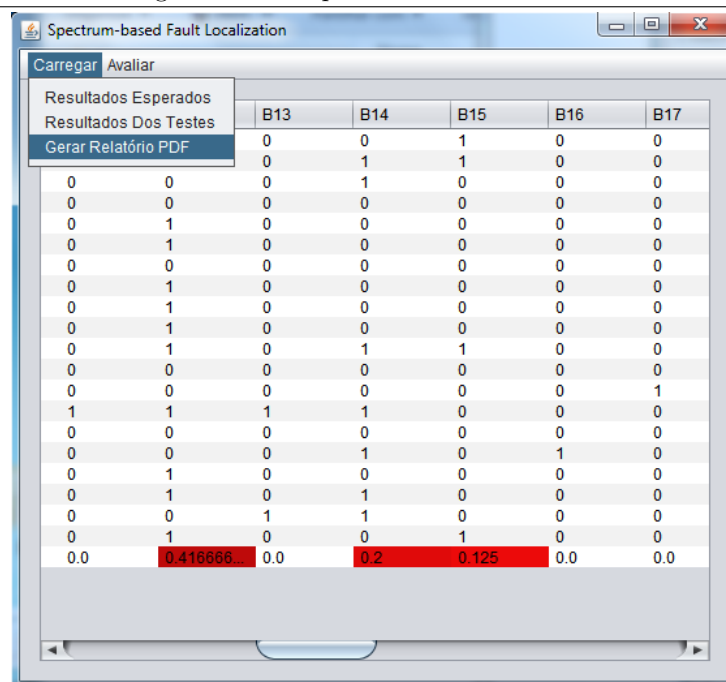 Spectrum-based Fault Localization
Carregar Avaliar
Resultados Esperados
Resultados Dos Testes
Gerar Relatório PDF
B13 B14 B15 B16 B17
0 0 1 0 0
0 1 1 0 0
0 0 0 1 0 0 0
0 0 0 0 0 0 0
0 1 0 0 0 0 0
0 1 0 0 0 0 0
0 0 0 0 0 0 0
0 1 0 0 0 0 0
0 1 0 0 0 0 0
0 1 0 0 0 0 0
0 1 0 1 1 0 0
0 0 0 0 0 0 0
0 0 0 0 0 0 1
1 1 1 1 0 0 0
0 0 0 0 0 0 0
0 0 0 1 0 1 0
0 1 0 0 0 0 0
0 1 0 1 0 0 0
0 0 1 1 0 0 0
0 1 0 0 1 0 0
0.0 0.416666... 0.0 0.2 0.125 0.0 0.0